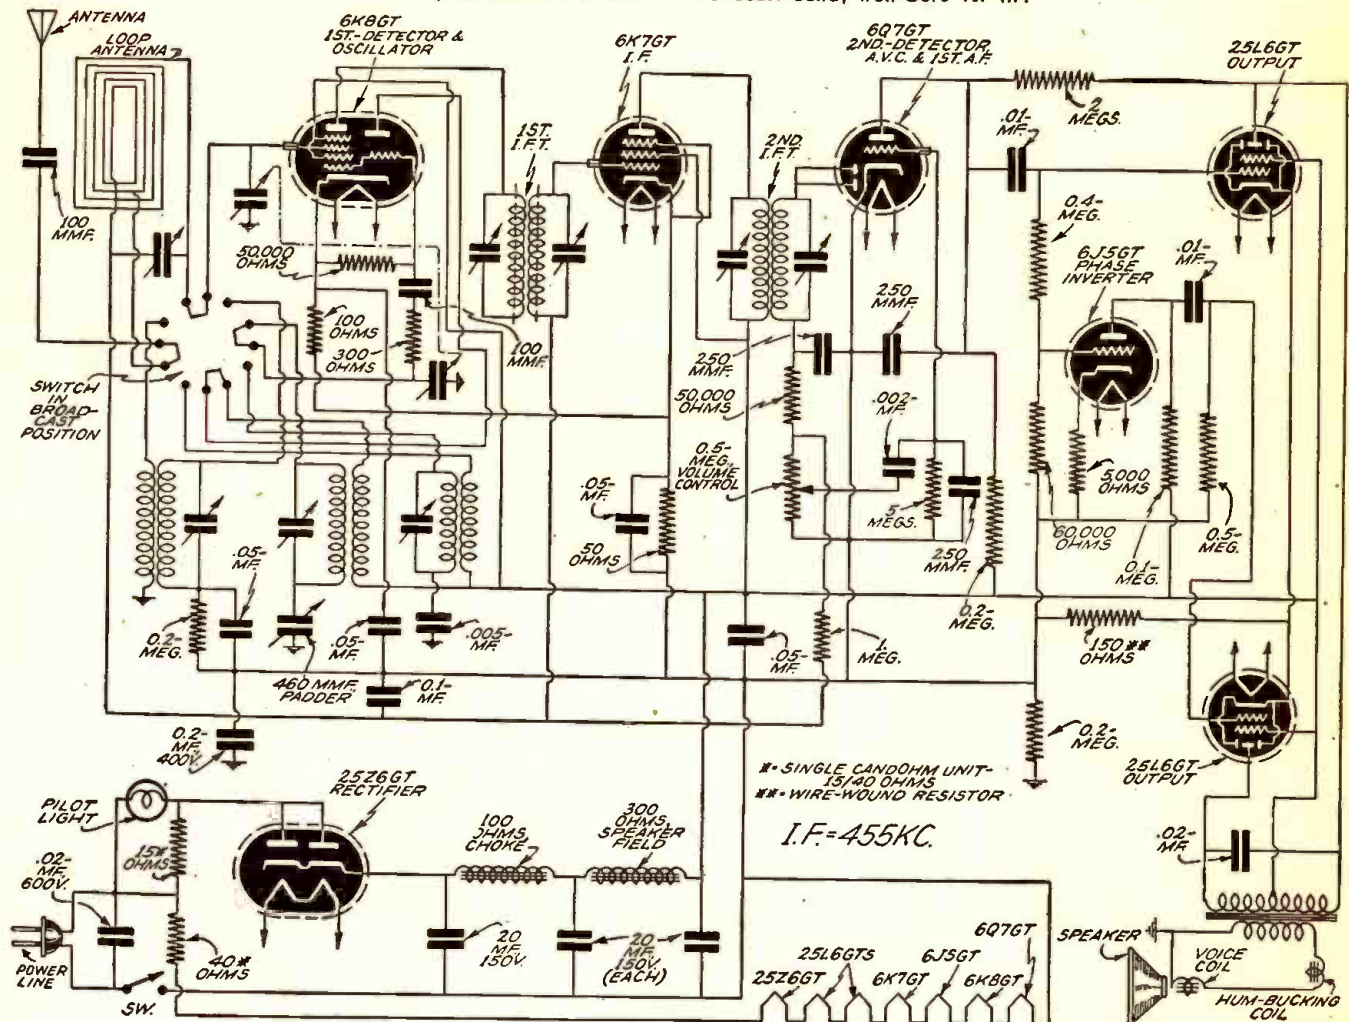 ANTENNA
LOOP
ANTENNA
6K8GT
1ST.-DETECTOR &
OSCILLATOR
6K7GT
I.F.
6Q7GT
2ND.-DETECTOR,
A.V.C. & 1ST. A.F.
25L6GT
OUTPUT
2
MEGS.
.01-
MF.
1ST.
I.F.T.
2ND.
I.F.T.
100
MMF.
0.4-
MEG.
50,000
OHMS
6J5GT
PHASE
INVERTER
.01-
MF.
250
MMF.
100
OHMS
300
OHMS
100
MMF.
250
MMF.
50,000
OHMS
.002-
MF.
SWITCH
IN
BROAD-
CAST
POSITION
0.5-
MEG.
VOLUME
CONTROL
.05-
MF.
50
OHMS
5
MEGS.
250
MMF.
5,000
OHMS
60,000
OHMS
0.1-
MEG.
0.5-
MEG.
.05-
MF.
0.2-
MEG.
.05-
MF.
.005-
MF.
460 MMF.
PADDER
0.1-
MF.
.05-
MF.
1.
MEG.
0.2-
MEG.
150**
OHMS
0.2-
MF.
400V.
0.2-
MEG.
25L6GT
OUTPUT
PILOT
LIGHT
25Z6GT
RECTIFIER
*= SINGLE CANDOHM UNIT-
15/40 OHMS
**= WIRE-WOUND RESISTOR
I.F.=455KC.
15*
OHMS
.02-
MF.
600V.
100
OHMS
CHOKE
300
OHMS
SPEAKER
FIELD
.02-
MF.
POWER
LINE
40*
OHMS
SW.
20
MF.
150V.
20
MF.
150V.
(EACH)
25Z6GT
25L6GTS
6K7GT
6J5GT
6K8GT
6Q7GT
SPEAKER
VOICE
COIL
HUM-BUCKING
COIL